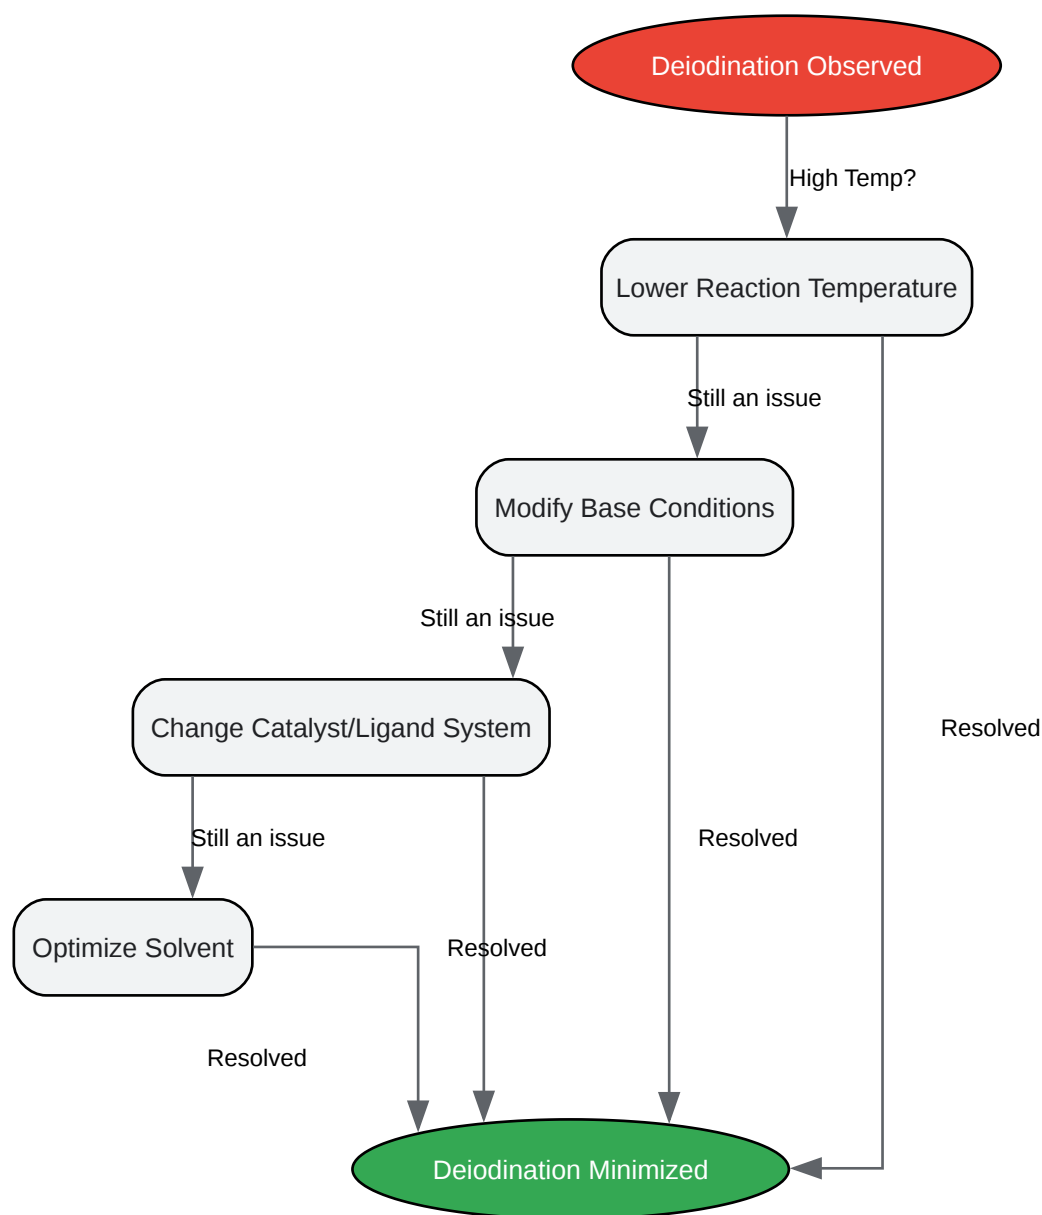 Deiodination Observed
High Temp?
Lower Reaction Temperature
Still an issue
Modify Base Conditions
Still an issue
Change Catalyst/Ligand System
Resolved
Still an issue
Resolved
Optimize Solvent
Resolved
Resolved
Deiodination Minimized